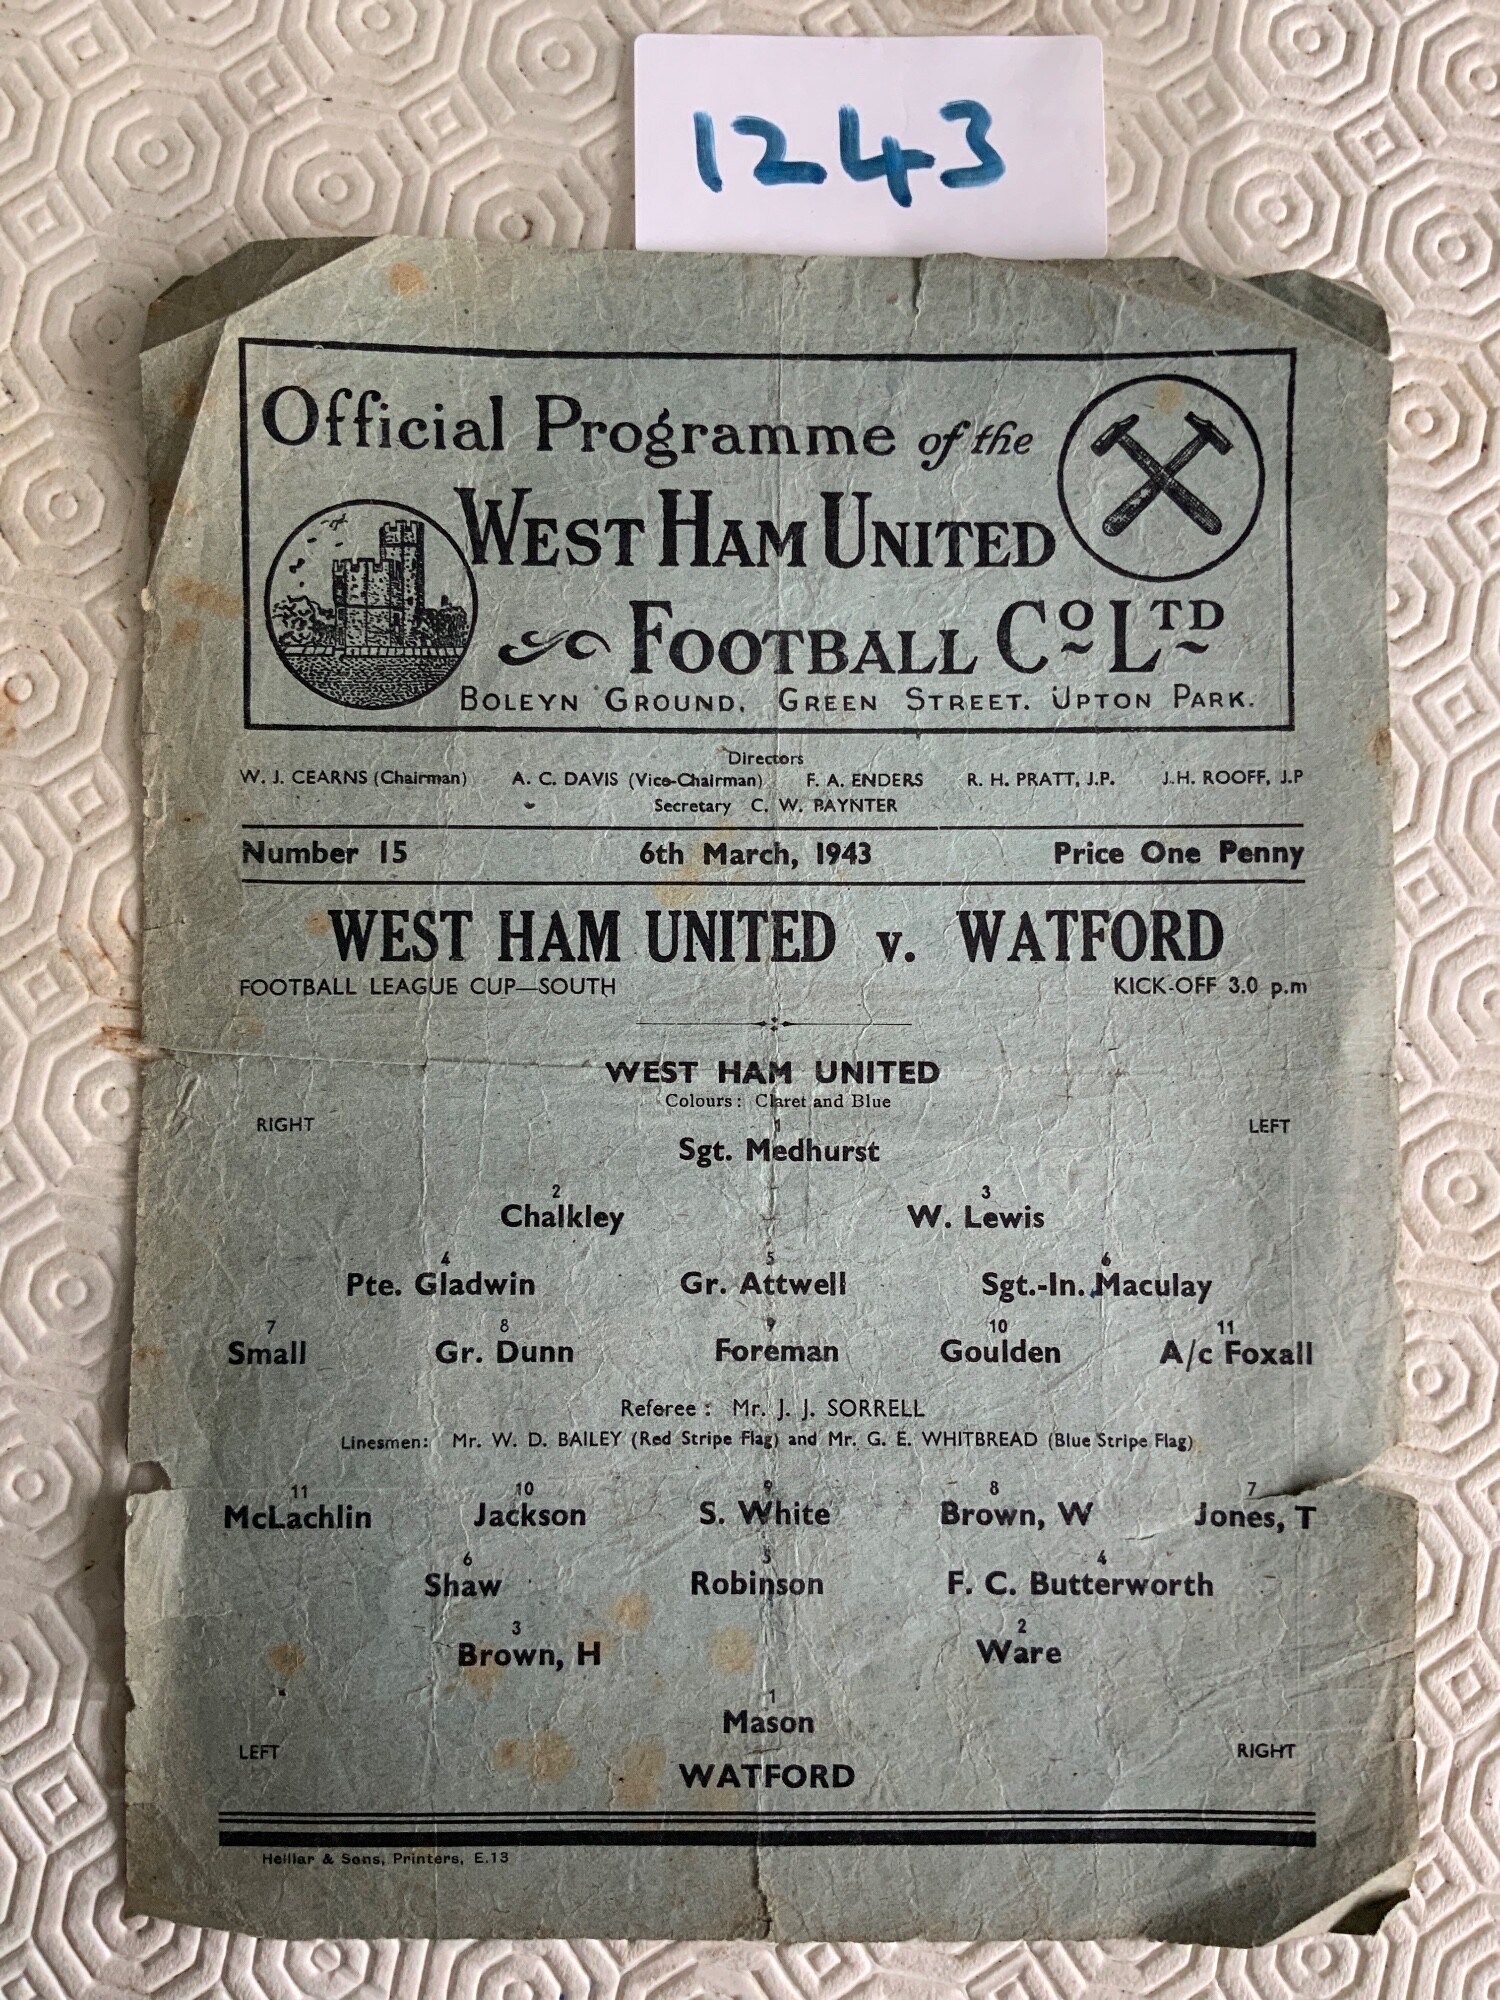 1243
Official Programme of the
WEST HAM UNITED
FOOTBALL CO LTD
BOLEYN GROUND, GREEN STREET. UPTON PARK.
Directors
W. J. CEARNS (Chairman) A. C. DAVIS (Vice-Chairman) F. A. ENDERS R. H. PRATT, J.P. J.H. ROOFF, J.P
Secretary C. W. PAYNTER
Number 15 6th March, 1943 Price One Penny
WEST HAM UNITED v. WATFORD
FOOTBALL LEAGUE CUP—SOUTH KICK-OFF 3.0 p.m
WEST HAM UNITED
Colours: Claret and Blue
RIGHT LEFT
1
Sgt. Medhurst
2 3
Chalkley W. Lewis
4 5 6
Pte. Gladwin Gr. Attwell Sgt.-In. Maculay
7 8 9 10 11
Small Gr. Dunn Foreman Goulden A/c Foxall
Referee: Mr. J. J. SORRELL
Linesmen: Mr. W. D. BAILEY (Red Stripe Flag) and Mr. G. E. WHITBREAD (Blue Stripe Flag)
11 10 9 8 7
McLachlin Jackson S. White Brown, W Jones, T
6 5 4
Shaw Robinson F. C. Butterworth
3 2
Brown, H Ware
1
Mason
LEFT RIGHT
WATFORD
Helliar & Sons, Printers, E.13